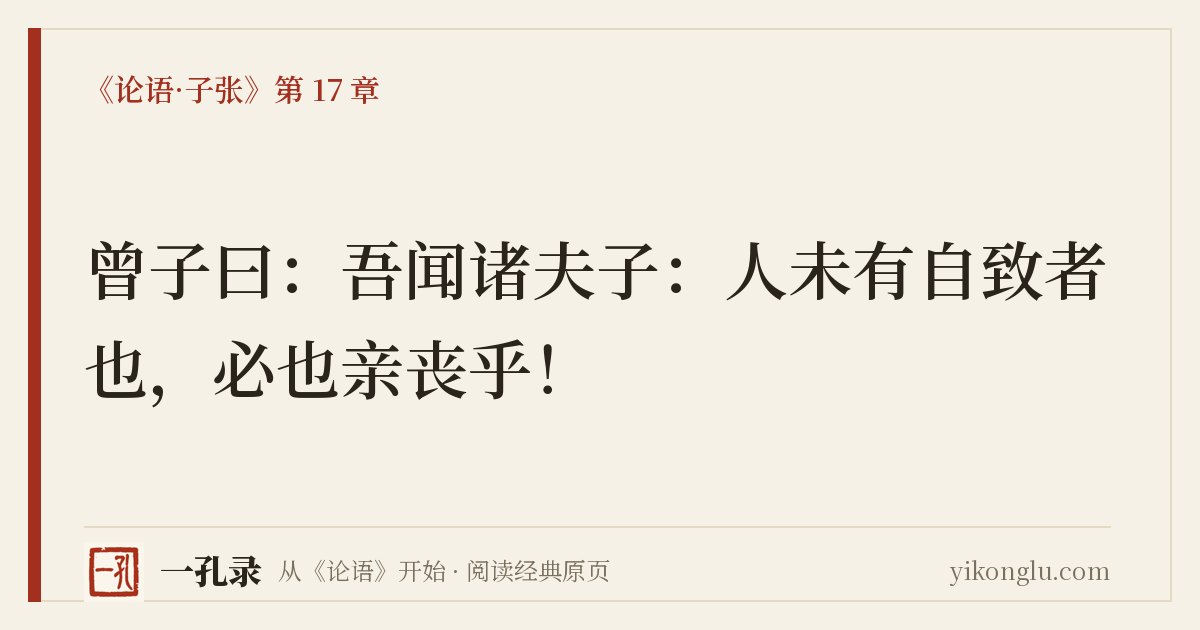 《论语·子张》第 17 章
曾子曰：吾闻诸夫子：人未有自致者
也，必也亲丧乎！
一孔
一孔录 从《论语》开始 · 阅读经典原页 yikonglu.com